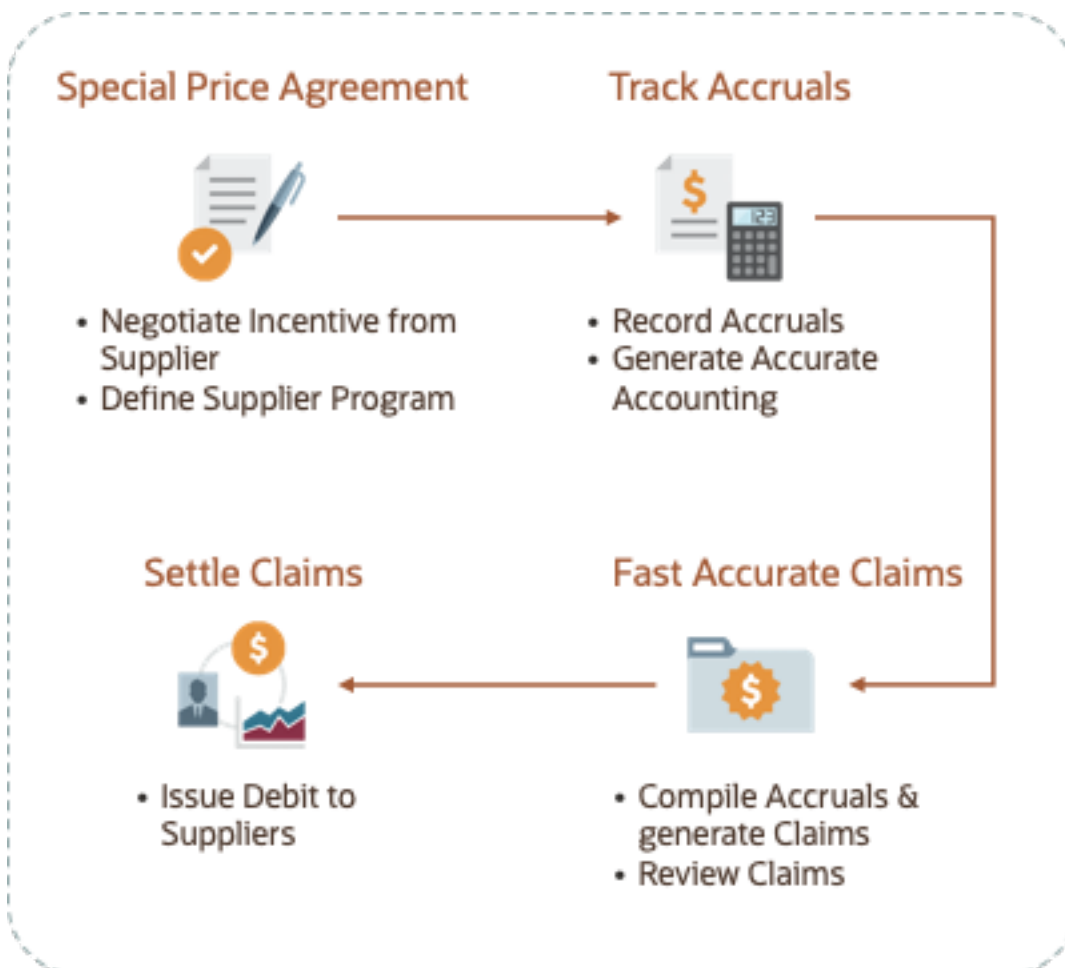 Special Price Agreement
• Negotiate Incentive from
Supplier
• Define Supplier Program
Track Accruals
$
123
• Record Accruals
• Generate Accurate
Accounting
Fast Accurate Claims
$
• Compile Accruals &
generate Claims
• Review Claims
Settle Claims
$
• Issue Debit to
Suppliers